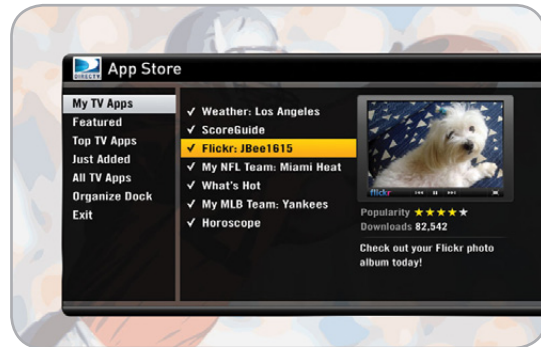 DIRECTV App Store
My TV Apps
Featured
Top TV Apps
Just Added
All TV Apps
Organize Dock
Exit
✓ Weather: Los Angeles
✓ ScoreGuide
✓ Flickr: JBee1615
✓ My NFL Team: Miami Heat
✓ What's Hot
✓ My MLB Team: Yankees
✓ Horoscope
flickr
Popularity ★★★★★
Downloads 82,542
Check out your Flickr photo
album today!